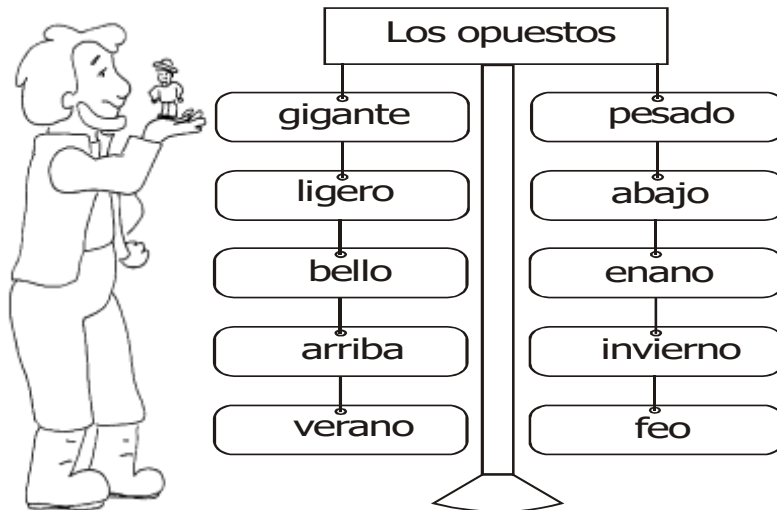 Los opuestos
gigante
pesado
ligero
abajo
bello
enano
arriba
invierno
verano
feo